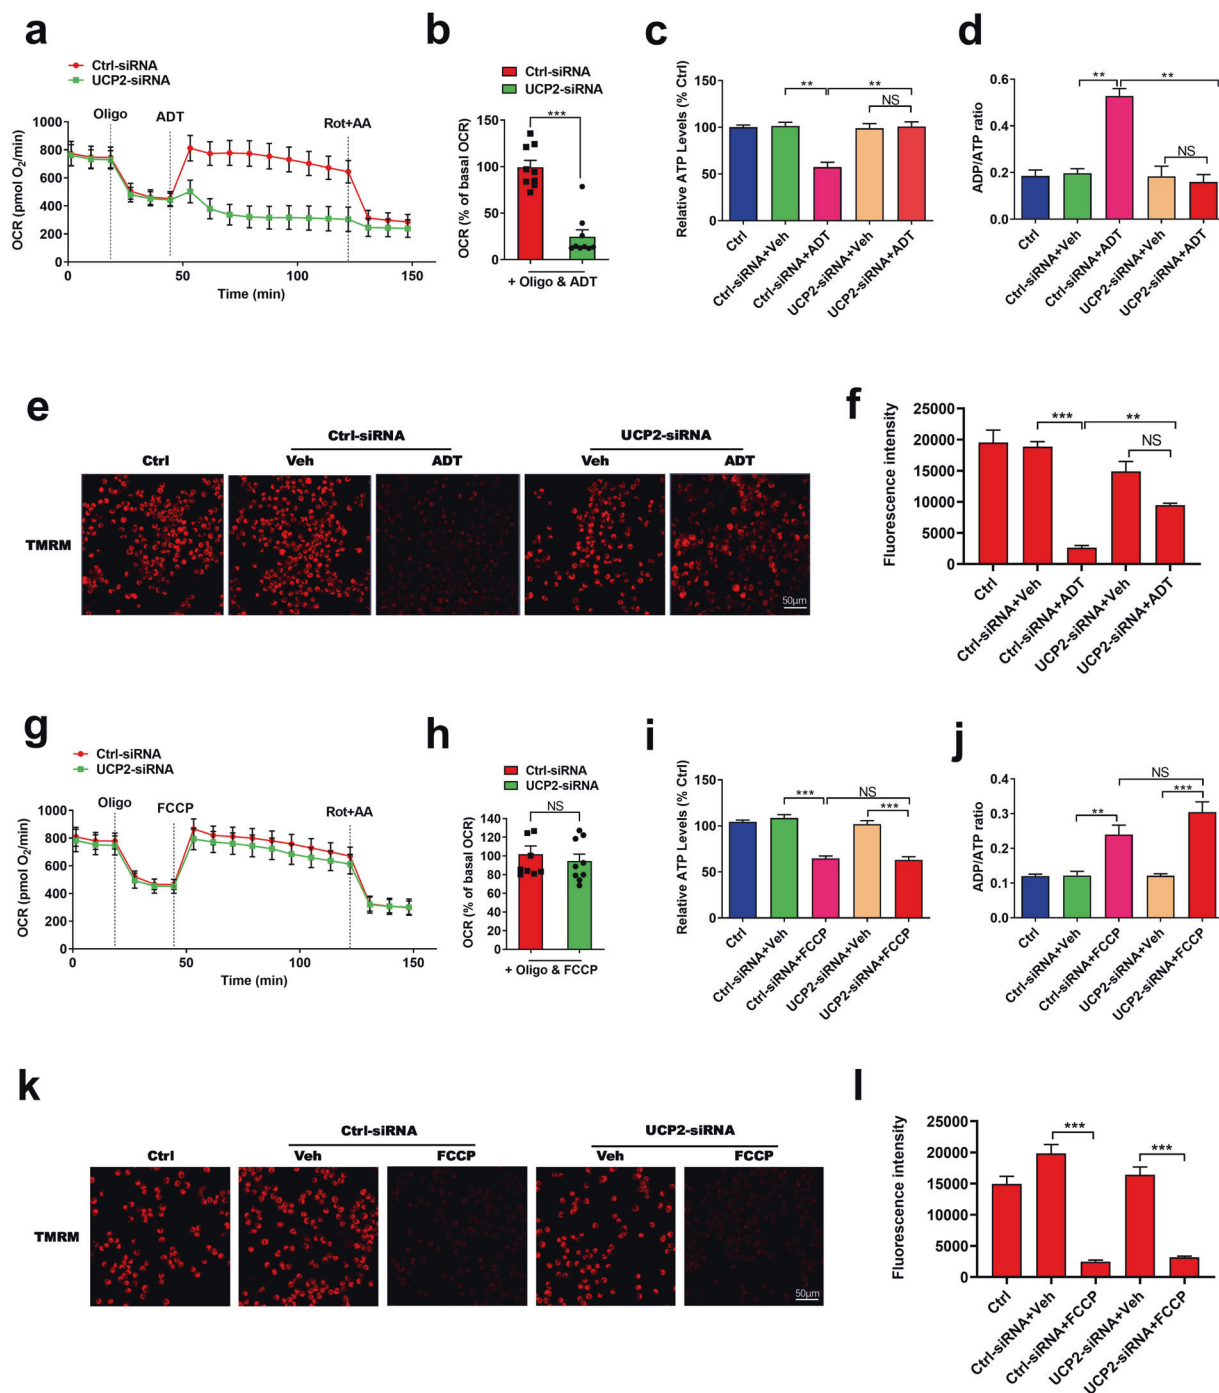 a
Ctrl-siRNA
UCP2-siRNA
Oligo
ADT
Rot+AA
OCR (pmol O2/min)
1000
800
600
400
200
0
0
50
100
150
Time (min)
b
Ctrl-siRNA
UCP2-siRNA
***
OCR (% of basal OCR)
150
100
50
0
+ Oligo & ADT
c
Relative ATP Levels (% Ctrl)
150
100
50
0
**
**
NS
Ctrl
Ctrl-siRNA+Veh
Ctrl-siRNA+ADT
UCP2-siRNA+Veh
UCP2-siRNA+ADT
d
ADP/ATP ratio
0.6
0.4
0.2
0.0
**
**
NS
Ctrl
Ctrl-siRNA+Veh
Ctrl-siRNA+ADT
UCP2-siRNA+Veh
UCP2-siRNA+ADT
e
Ctrl-siRNA
UCP2-siRNA
Ctrl
Veh
ADT
Veh
ADT
TMRM
50μm
f
Fluorescence intensity
25000
20000
15000
10000
5000
0
***
**
NS
Ctrl
Ctrl-siRNA+Veh
Ctrl-siRNA+ADT
UCP2-siRNA+Veh
UCP2-siRNA+ADT
g
Ctrl-siRNA
UCP2-siRNA
Oligo
FCCP
Rot+AA
OCR (pmol O2/min)
1000
800
600
400
200
0
0
50
100
150
Time (min)
h
Ctrl-siRNA
UCP2-siRNA
NS
OCR (% of basal OCR)
140
120
100
80
60
40
20
0
+ Oligo & FCCP
i
Relative ATP Levels (% Ctrl)
150
100
50
0
***
NS
***
Ctrl
Ctrl-siRNA+Veh
Ctrl-siRNA+FCCP
UCP2-siRNA+Veh
UCP2-siRNA+FCCP
j
ADP/ATP ratio
0.4
0.3
0.2
0.1
0.0
**
NS
***
Ctrl
Ctrl-siRNA+Veh
Ctrl-siRNA+FCCP
UCP2-siRNA+Veh
UCP2-siRNA+FCCP
k
Ctrl-siRNA
UCP2-siRNA
Ctrl
Veh
FCCP
Veh
FCCP
TMRM
50μm
l
Fluorescence intensity
25000
20000
15000
10000
5000
0
***
***
Ctrl
Ctrl-siRNA+Veh
Ctrl-siRNA+FCCP
UCP2-siRNA+Veh
UCP2-siRNA+FCCP